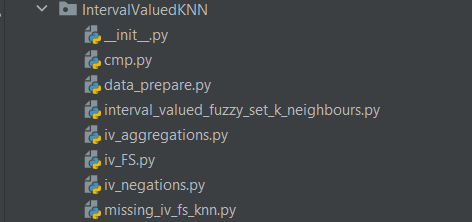 IntervalValuedKNN
__init__.py
cmp.py
data_prepare.py
interval_valued_fuzzy_set_k_neighbours.py
iv_aggregations.py
iv_FS.py
iv_negations.py
missing_iv_fs_knn.py